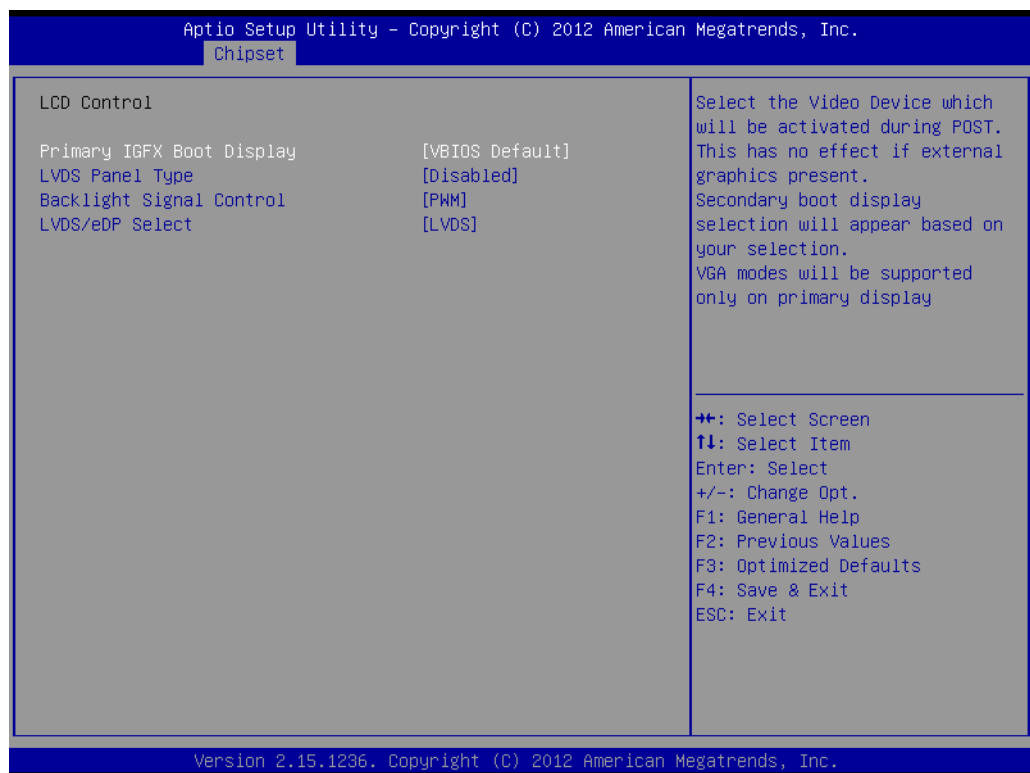 Aptio Setup Utility – Copyright (C) 2012 American Megatrends, Inc.
Chipset
LCD Control
Primary IGFX Boot Display [VBIOS Default]
LVDS Panel Type [Disabled]
Backlight Signal Control [PWM]
LVDS/eDP Select [LVDS]
Select the Video Device which
will be activated during POST.
This has no effect if external
graphics present.
Secondary boot display
selection will appear based on
your selection.
VGA modes will be supported
only on primary display
→←: Select Screen
↑↓: Select Item
Enter: Select
+/-: Change Opt.
F1: General Help
F2: Previous Values
F3: Optimized Defaults
F4: Save & Exit
ESC: Exit
Version 2.15.1236. Copyright (C) 2012 American Megatrends, Inc.